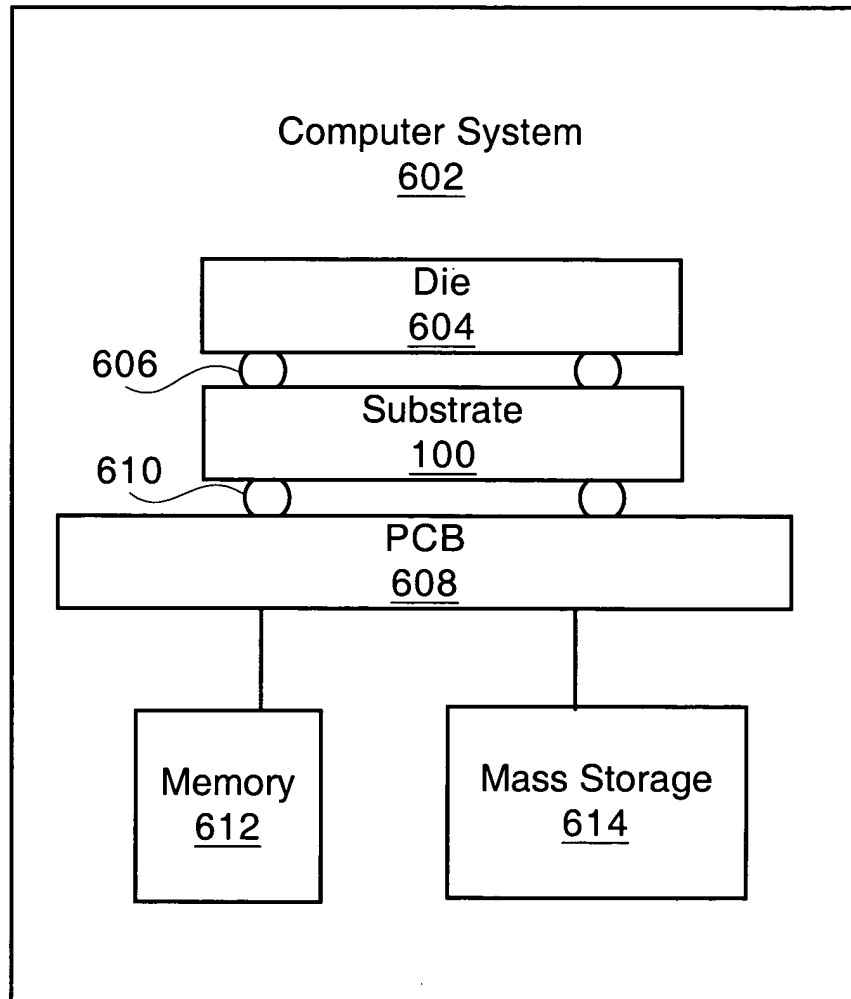 Computer System
602
Die
604
606
Substrate
100
610
PCB
608
Memory
612
Mass Storage
614